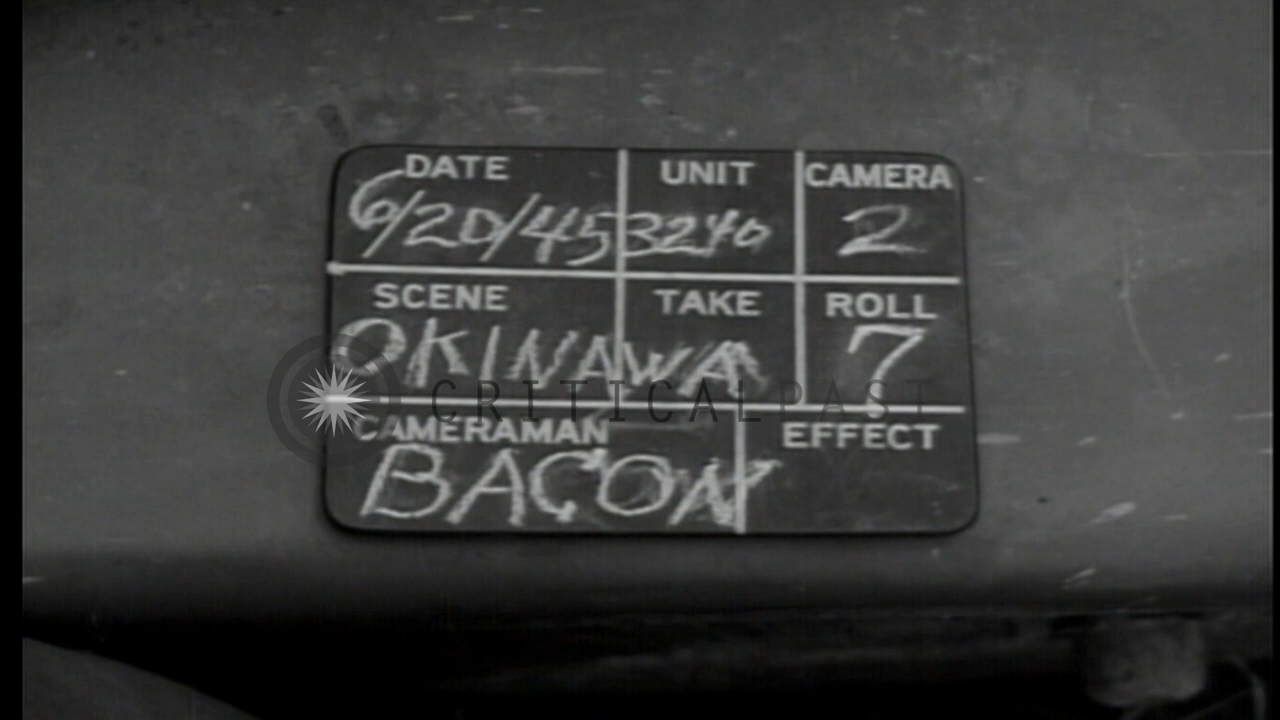 DATE UNIT CAMERA
6/20/45 3240 2
SCENE TAKE ROLL
OKINAWA 7
CRITICALPAST
CAMERAMAN EFFECT
BACON